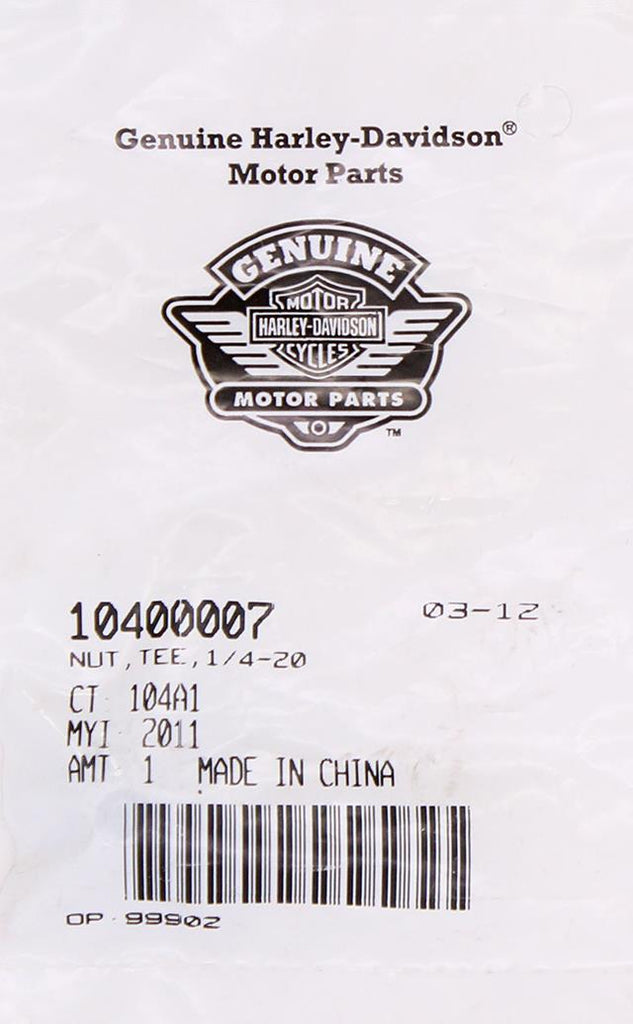 Genuine Harley-Davidson®
Motor Parts
GENUINE
MOTOR
HARLEY-DAVIDSON
CYCLES
MOTOR PARTS
TM
10400007 03-12
NUT, TEE, 1/4-20
CT 104A1
MYI 2011
AMT 1 MADE IN CHINA
OP 99902